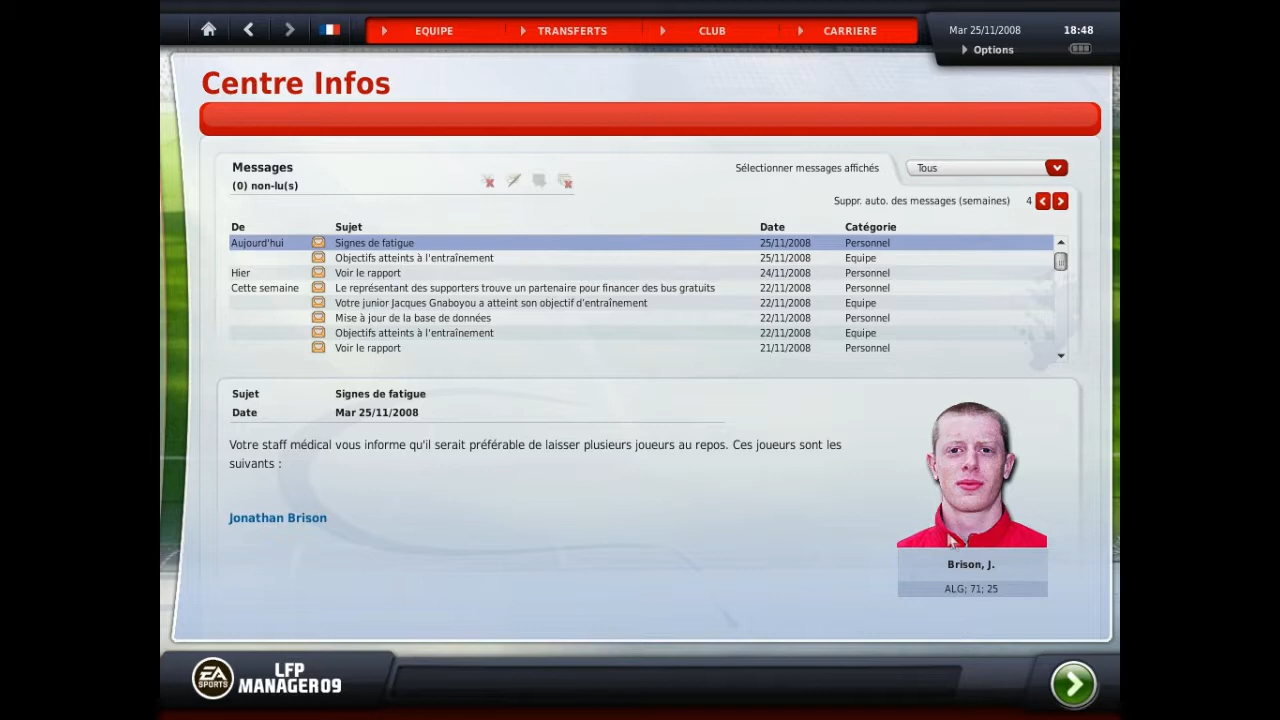 EQUIPE TRANSFERTS CLUB CARRIERE Mar 25/11/2008 18:48
Options
Centre Infos
Messages Sélectionner messages affichés Tous
(0) non-lu(s)
Suppr. auto. des messages (semaines) 4
De Sujet Date Catégorie
Aujourd'hui Signes de fatigue 25/11/2008 Personnel
Objectifs atteints à l'entraînement 25/11/2008 Equipe
Hier Voir le rapport 24/11/2008 Personnel
Cette semaine Le représentant des supporters trouve un partenaire pour financer des bus gratuits 22/11/2008 Personnel
Votre junior Jacques Gnaboyou a atteint son objectif d'entraînement 22/11/2008 Equipe
Mise à jour de la base de données 22/11/2008 Personnel
Objectifs atteints à l'entraînement 22/11/2008 Equipe
Voir le rapport 21/11/2008 Personnel
Sujet Signes de fatigue
Date Mar 25/11/2008
Votre staff médical vous informe qu'il serait préférable de laisser plusieurs joueurs au repos. Ces joueurs sont les
suivants :
Jonathan Brison
Brison, J.
ALG; 71; 25
EA SPORTS LFP
MANAGER09